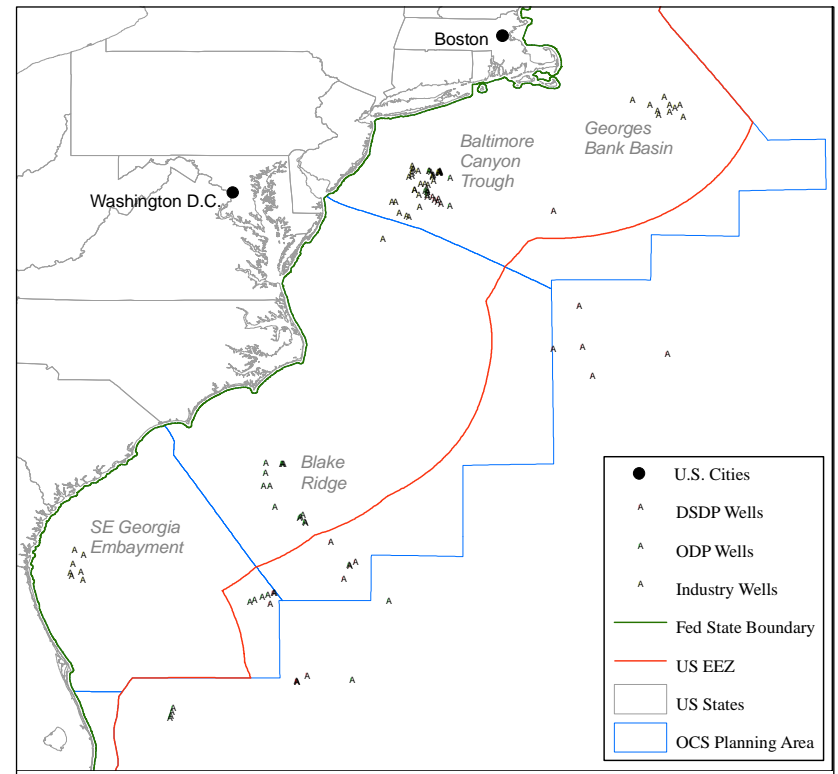 Boston
Georges
Bank Basin
Baltimore
Canyon
Trough
Washington D.C.
Blake
Ridge
SE Georgia
Embayment
U.S. Cities
A DSDP Wells
A ODP Wells
A Industry Wells
Fed State Boundary
US EEZ
US States
OCS Planning Area